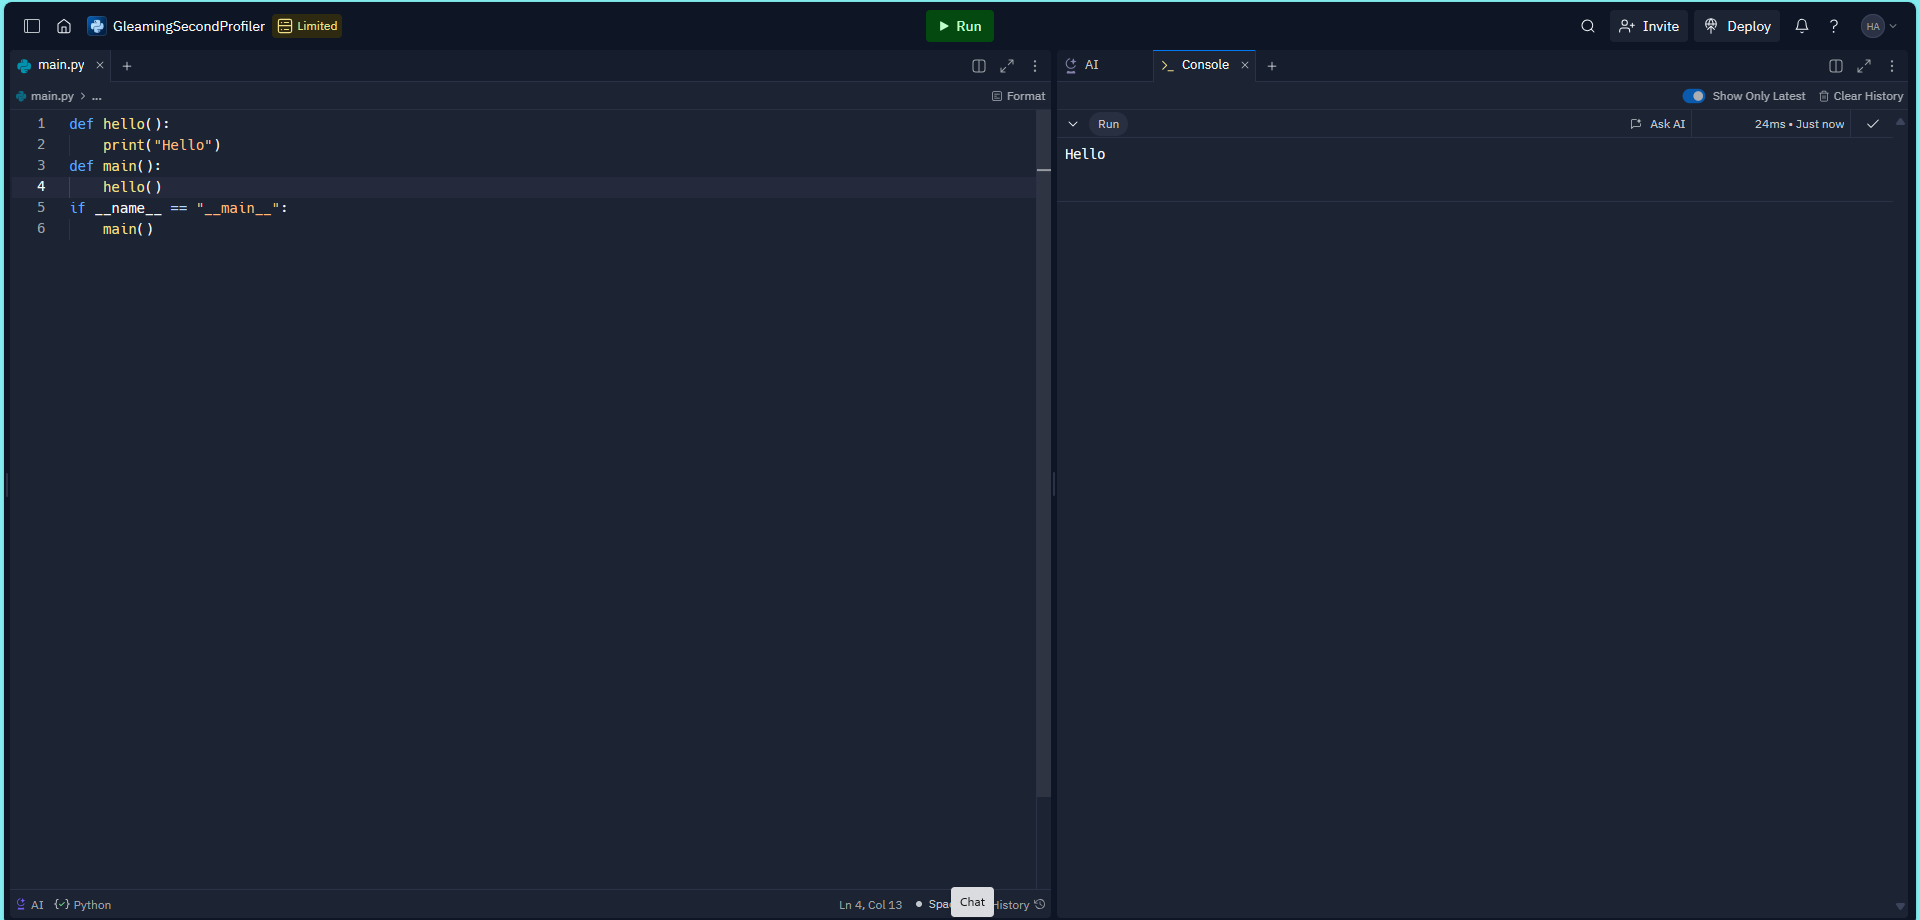 GleamingSecondProfiler Limited Run Invite Deploy ? HA
main.py × +
AI Console × +
main.py > ... Format
Show Only Latest Clear History
1 def hello():
2     print("Hello")
3 def main():
4     hello()
5 if __name__ == "__main__":
6     main()
Run Ask AI 24ms • Just now
Hello
AI Python Ln 4, Col 13 • Chat History